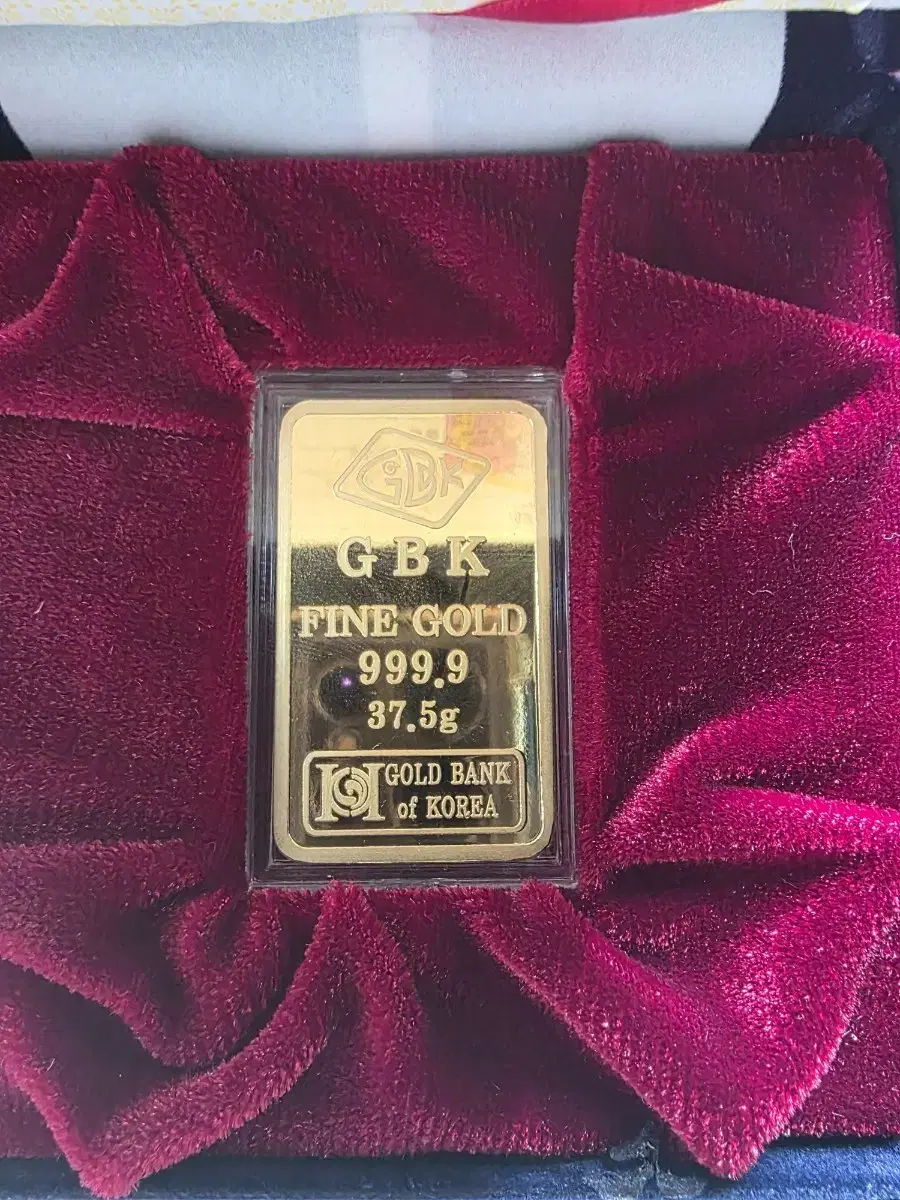 GBK
GBK
FINE GOLD
999.9
37.5g
GOLD BANK
of KOREA